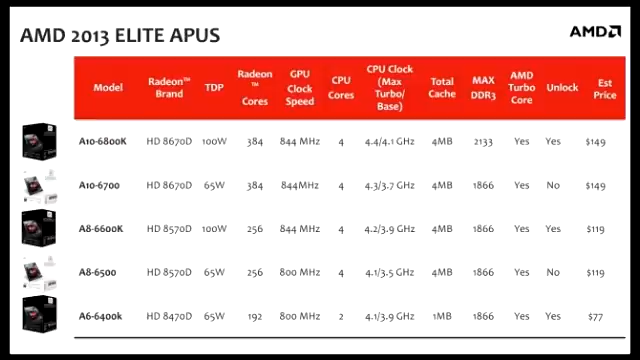 AMD 2013 ELITE APUS
AMD
Model Radeon™ Brand TDP Radeon™ Cores GPU Clock Speed CPU Cores CPU Clock (Max Turbo/Base) Total Cache MAX DDR3 AMD Turbo Core Unlock Est Price
A10-6800K HD 8670D 100W 384 844 MHz 4 4.4/4.1 GHz 4MB 2133 Yes Yes $149
A10-6700 HD 8670D 65W 384 844MHz 4 4.3/3.7 GHz 4MB 1866 Yes No $149
A8-6600K HD 8570D 100W 256 844 MHz 4 4.2/3.9 GHz 4MB 1866 Yes Yes $119
A8-6500 HD 8570D 65W 256 800 MHz 4 4.1/3.5 GHz 4MB 1866 Yes No $119
A6-6400k HD 8470D 65W 192 800 MHz 2 4.1/3.9 GHz 1MB 1866 Yes Yes $77